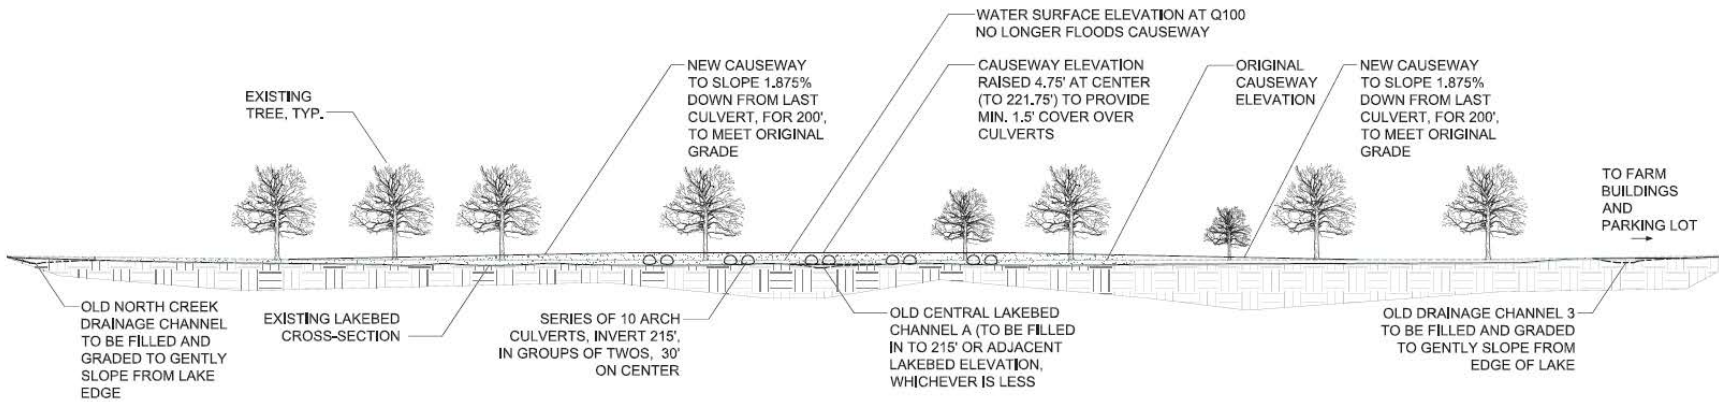 WATER SURFACE ELEVATION AT Q100
NO LONGER FLOODS CAUSEWAY
EXISTING
TREE, TYP.
NEW CAUSEWAY
TO SLOPE 1.875%
DOWN FROM LAST
CULVERT, FOR 200',
TO MEET ORIGINAL
GRADE
CAUSEWAY ELEVATION
RAISED 4.75' AT CENTER
(TO 221.75') TO PROVIDE
MIN. 1.5' COVER OVER
CULVERTS
ORIGINAL
CAUSEWAY
ELEVATION
NEW CAUSEWAY
TO SLOPE 1.875%
DOWN FROM LAST
CULVERT, FOR 200',
TO MEET ORIGINAL
GRADE
TO FARM
BUILDINGS
AND
PARKING LOT
OLD NORTH CREEK
DRAINAGE CHANNEL
TO BE FILLED AND
GRADED TO GENTLY
SLOPE FROM LAKE
EDGE
EXISTING LAKEBED
CROSS-SECTION
SERIES OF 10 ARCH
CULVERTS, INVERT 215',
IN GROUPS OF TWOS, 30'
ON CENTER
OLD CENTRAL LAKEBED
CHANNEL A (TO BE FILLED
IN TO 215' OR ADJACENT
LAKEBED ELEVATION,
WHICHEVER IS LESS
OLD DRAINAGE CHANNEL 3
TO BE FILLED AND GRADED
TO GENTLY SLOPE FROM
EDGE OF LAKE